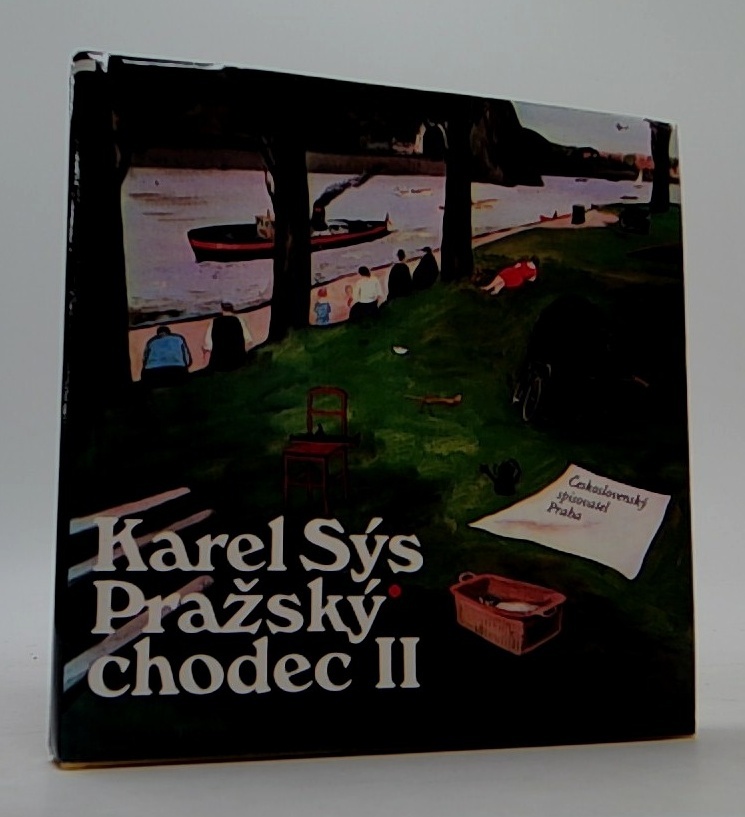 Československý
spisovatel
Praha
Karel Sýs
Pražský
chodec II